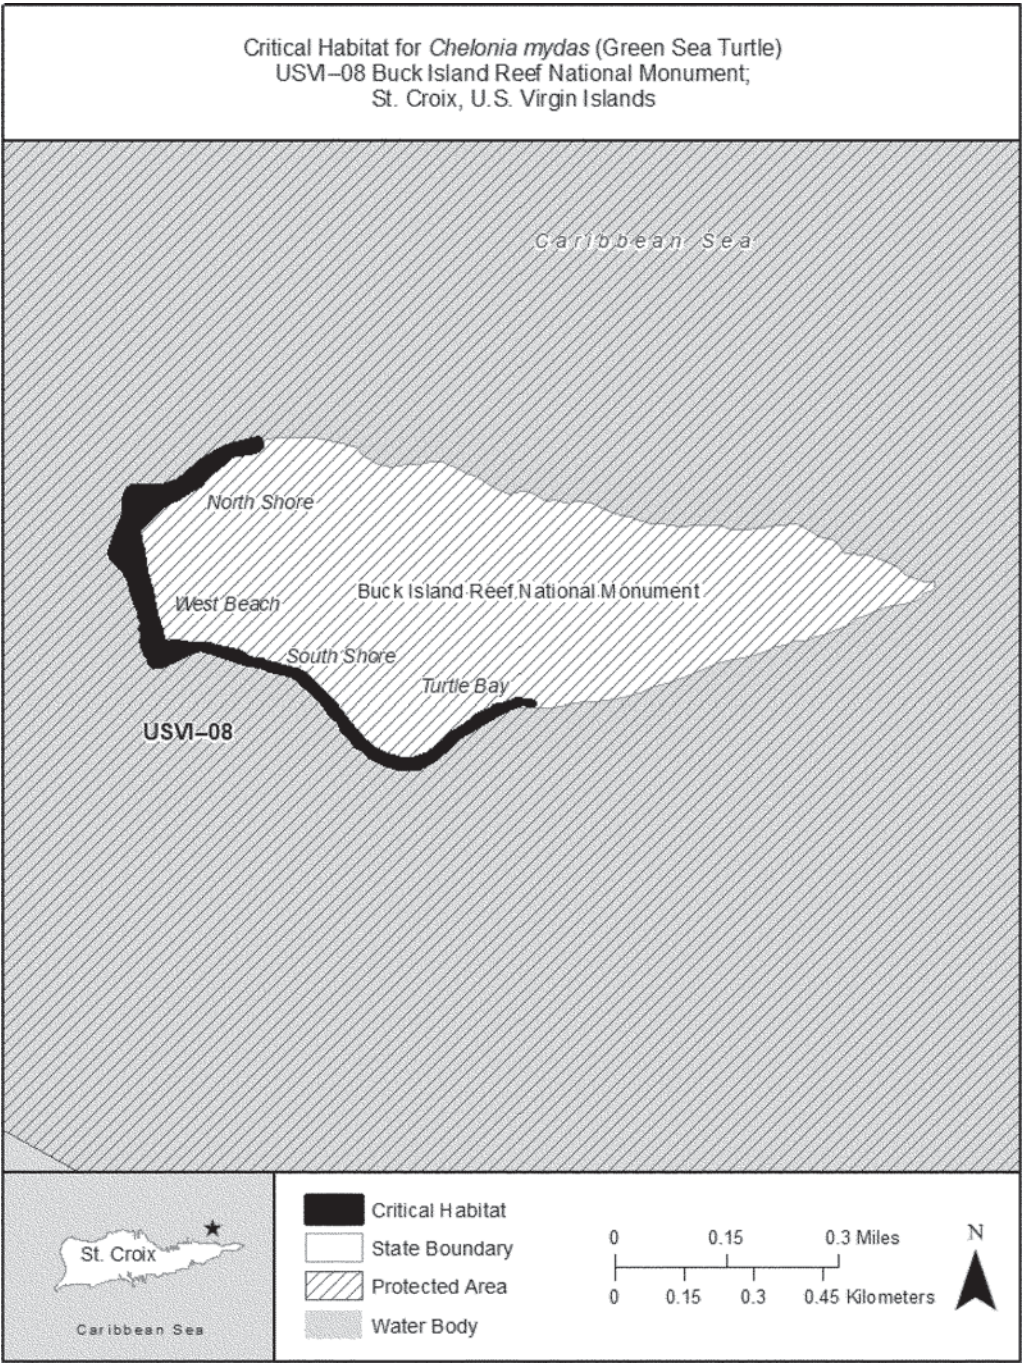 Critical Habitat for Chelonia mydas (Green Sea Turtle)
USVI–08 Buck Island Reef National Monument;
St. Croix, U.S. Virgin Islands
Caribbean Sea
North Shore
Buck Island Reef National Monument
West Beach
South Shore
Turtle Bay
USVI–08
St. Croix
Caribbean Sea
Critical Habitat
State Boundary
Protected Area
Water Body
0 0.15 0.3 Miles
0 0.15 0.3 0.45 Kilometers
N